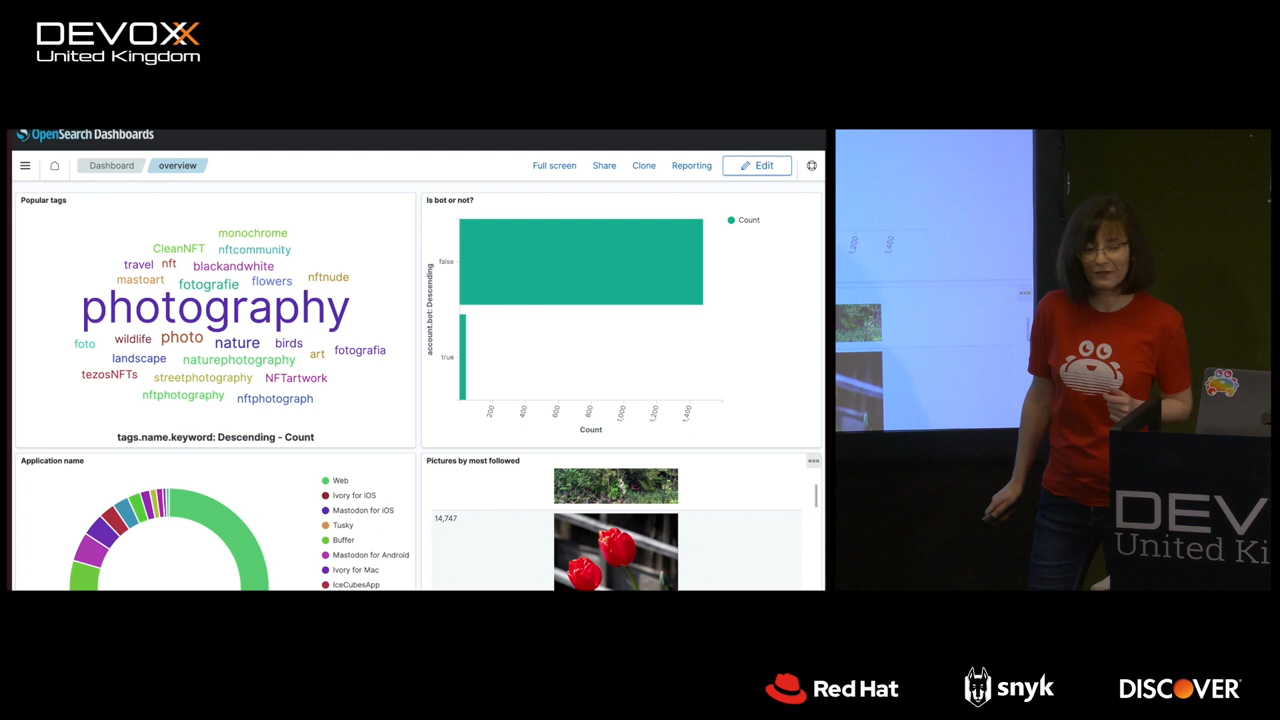 DEVOXX
United Kingdom
OpenSearch Dashboards
Dashboard
overview
Full screen
Share
Clone
Reporting
Edit
Popular tags
monochrome
CleanNFT
nftcommunity
travel
nft
blackandwhite
mastoart
fotografie
flowers
nftnude
photography
foto
wildlife
photo
nature
birds
landscape
naturephotography
art
fotografia
tezosNFTs
streetphotography
NFTartwork
nftphotography
nftphotograph
tags.name.keyword: Descending - Count
Is bot or not?
Count
account.bot: Descending
false
true
200
400
600
800
1,000
1,200
1,400
Count
Application name
Web
Ivory for iOS
Mastodon for iOS
Tusky
Buffer
Mastodon for Android
Ivory for Mac
IceCubesApp
Pictures by most followed
14,747
1,200
1,400
DEV
United Ki
Red Hat
snyk
DISCOVER